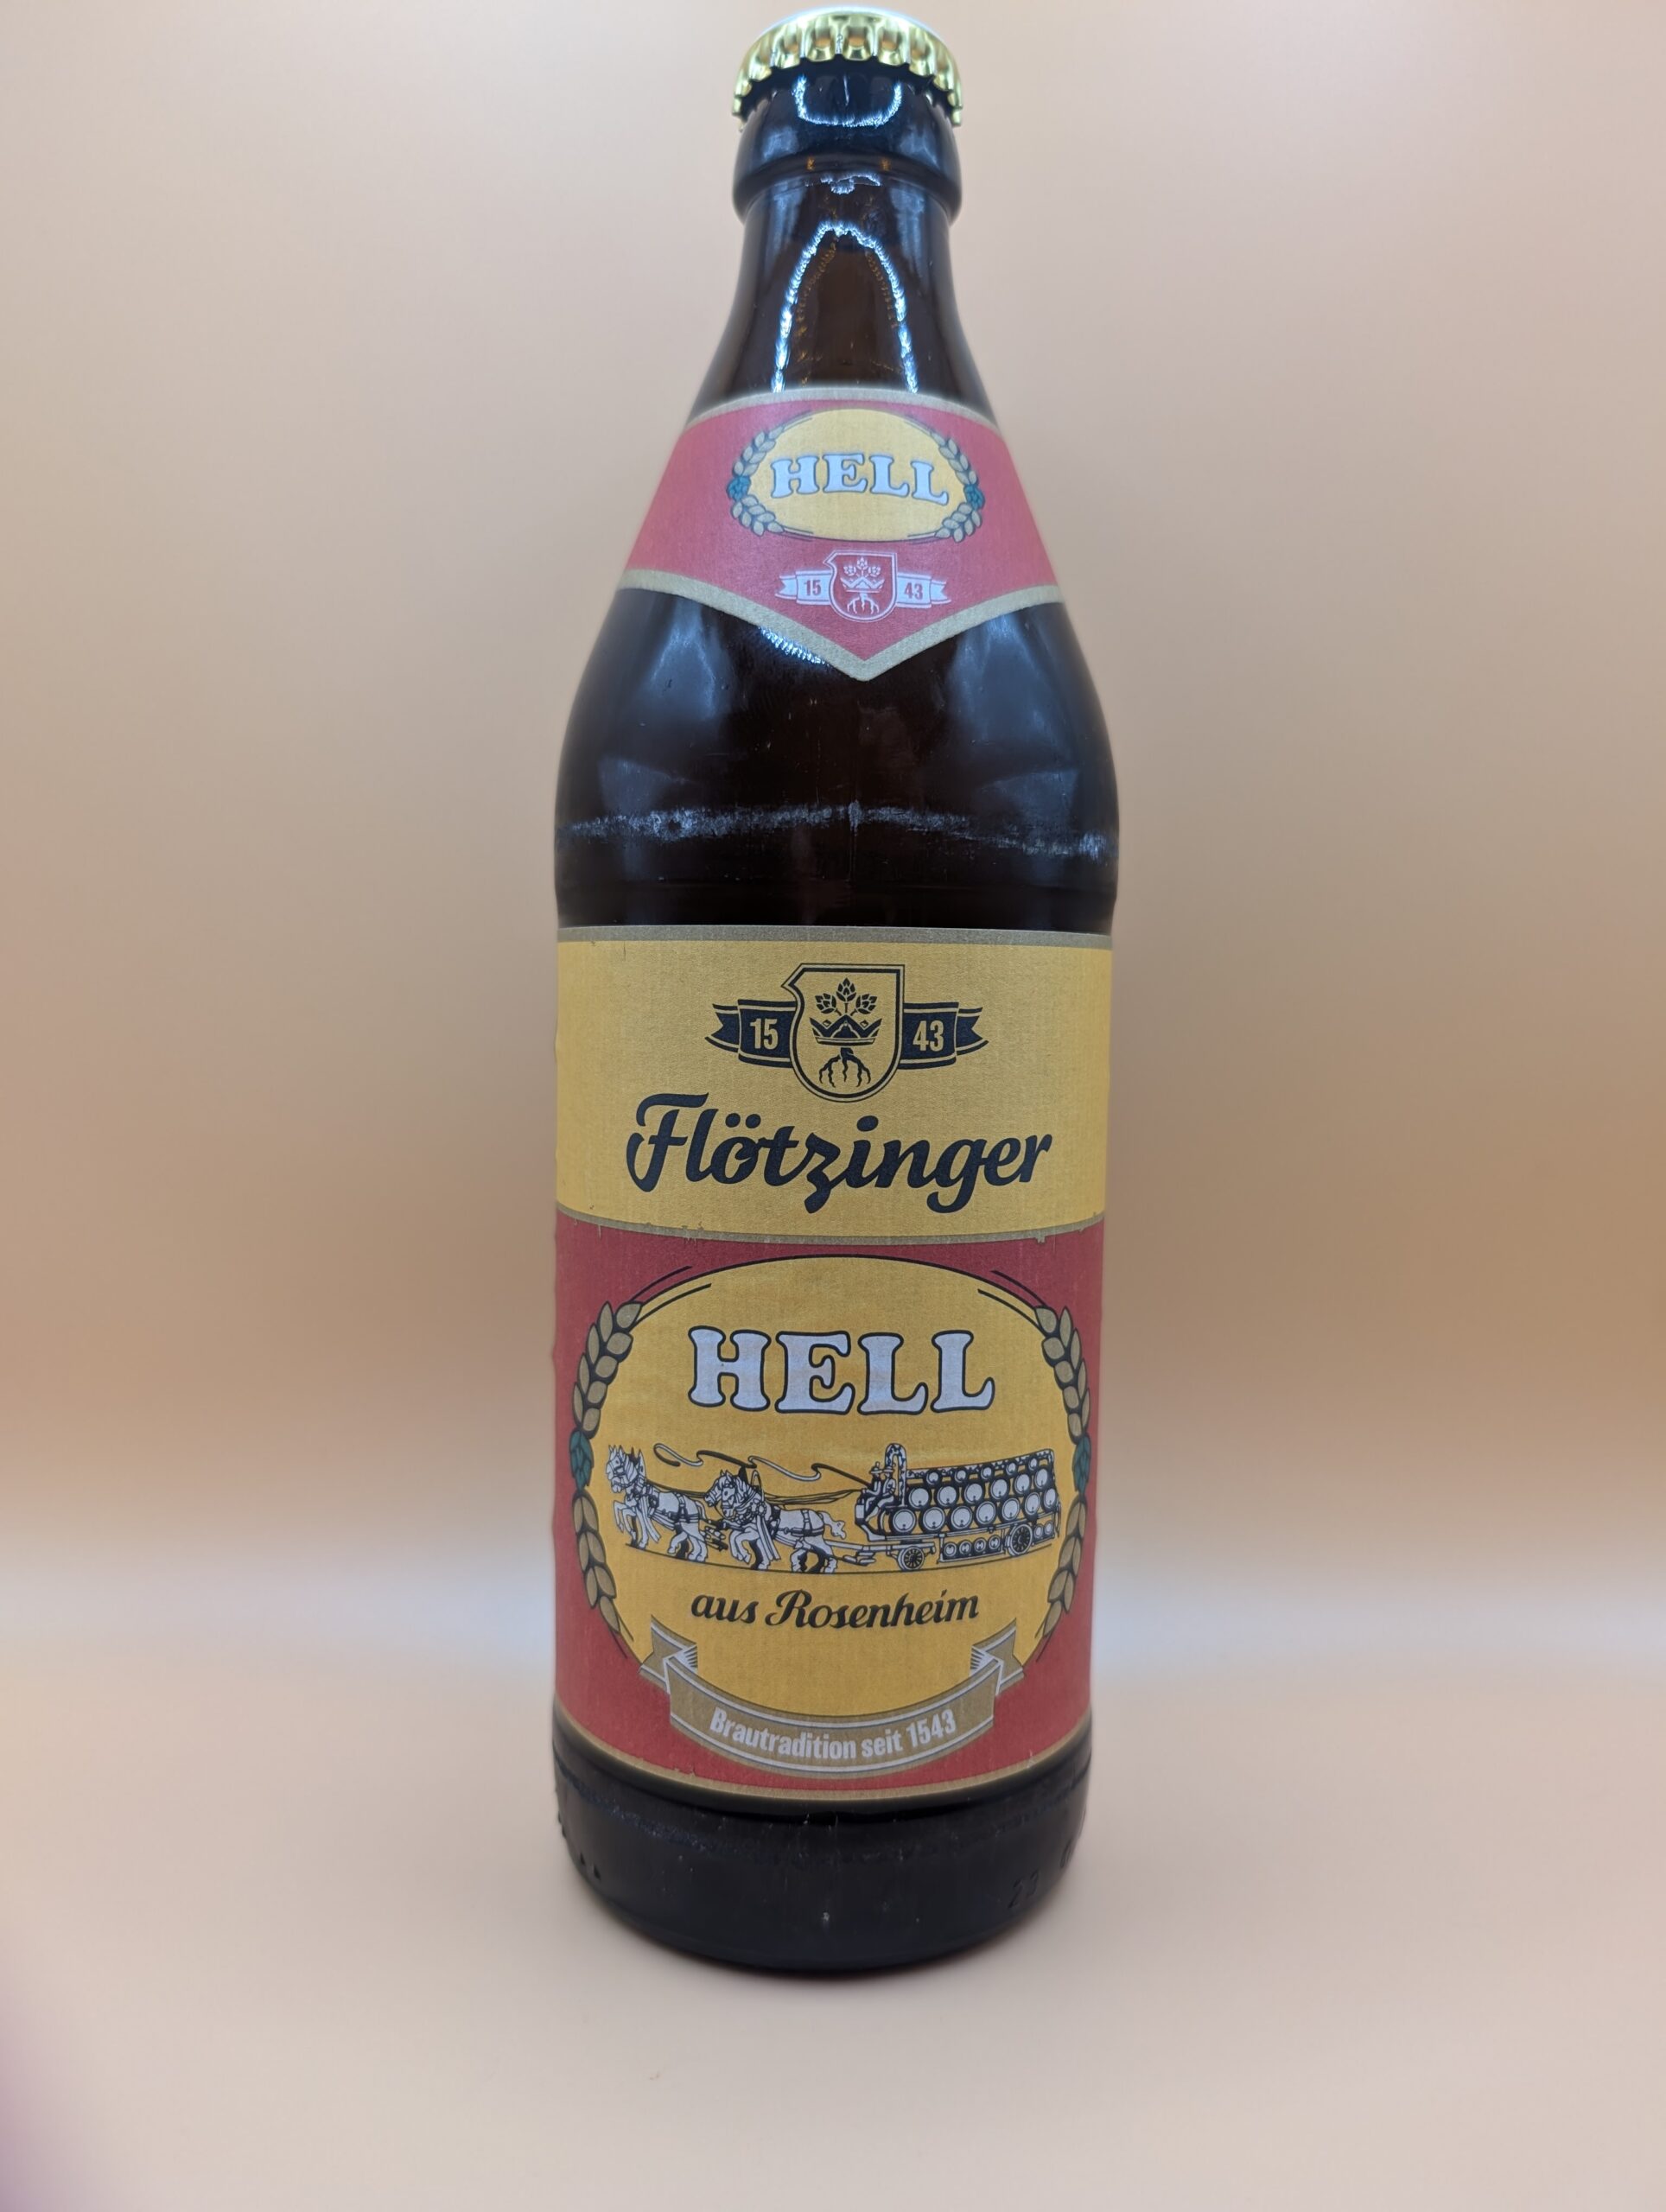 HELL
15 43
15 43
Flötzinger
HELL
aus Rosenheim
Brautradition seit 1543